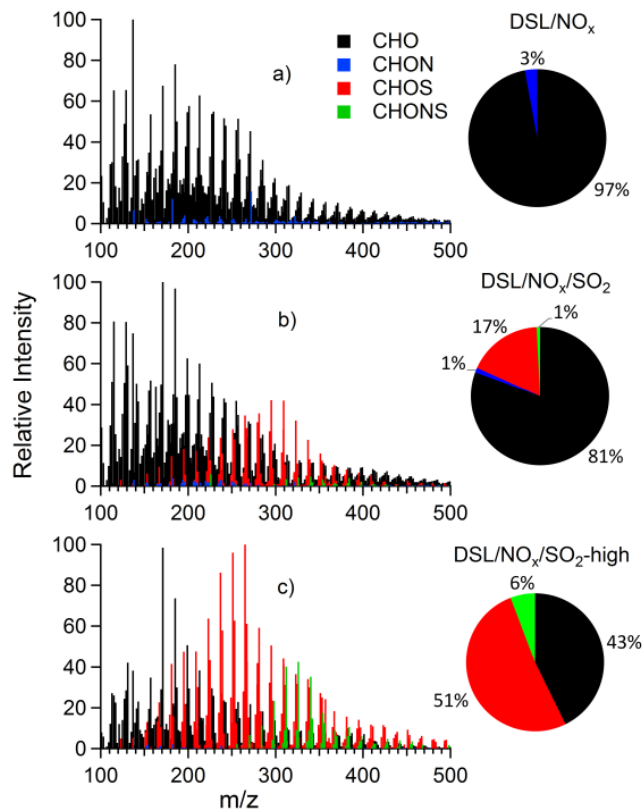 DSL/NOx
CHO
CHON
CHOS
CHONS
a)
3%
97%
100
80
60
40
20
0
100 200 300 400 500
DSL/NOx/SO2
b)
1%
17%
1%
81%
100
80
60
40
20
0
100 200 300 400 500
Relative Intensity
DSL/NOx/SO2-high
c)
6%
43%
51%
100
80
60
40
20
0
100 200 300 400 500
m/z